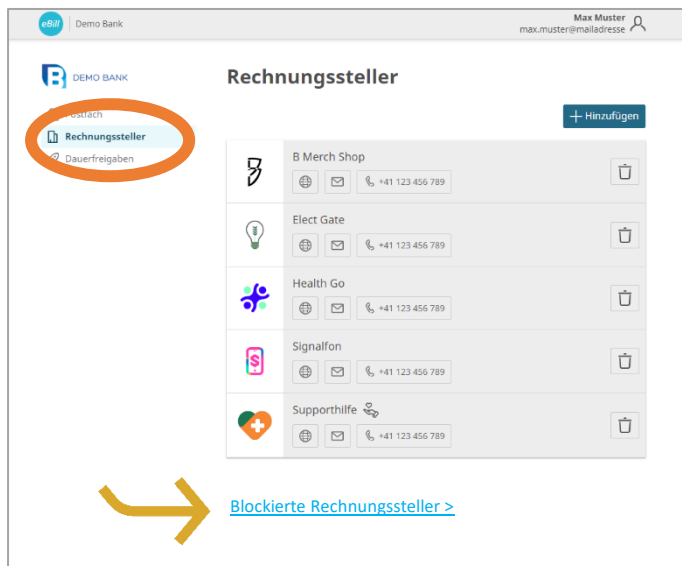 eBill Demo Bank
Max Muster
max.muster@mailadresse
DEMO BANK
Postfach
Rechnungssteller
Dauerfreigaben
Rechnungssteller
Hinzufügen
B Merch Shop
+41 123 456 789
Elect Gate
+41 123 456 789
Health Go
+41 123 456 789
Signalfon
+41 123 456 789
Supporthilfe
+41 123 456 789
Blockierte Rechnungssteller >